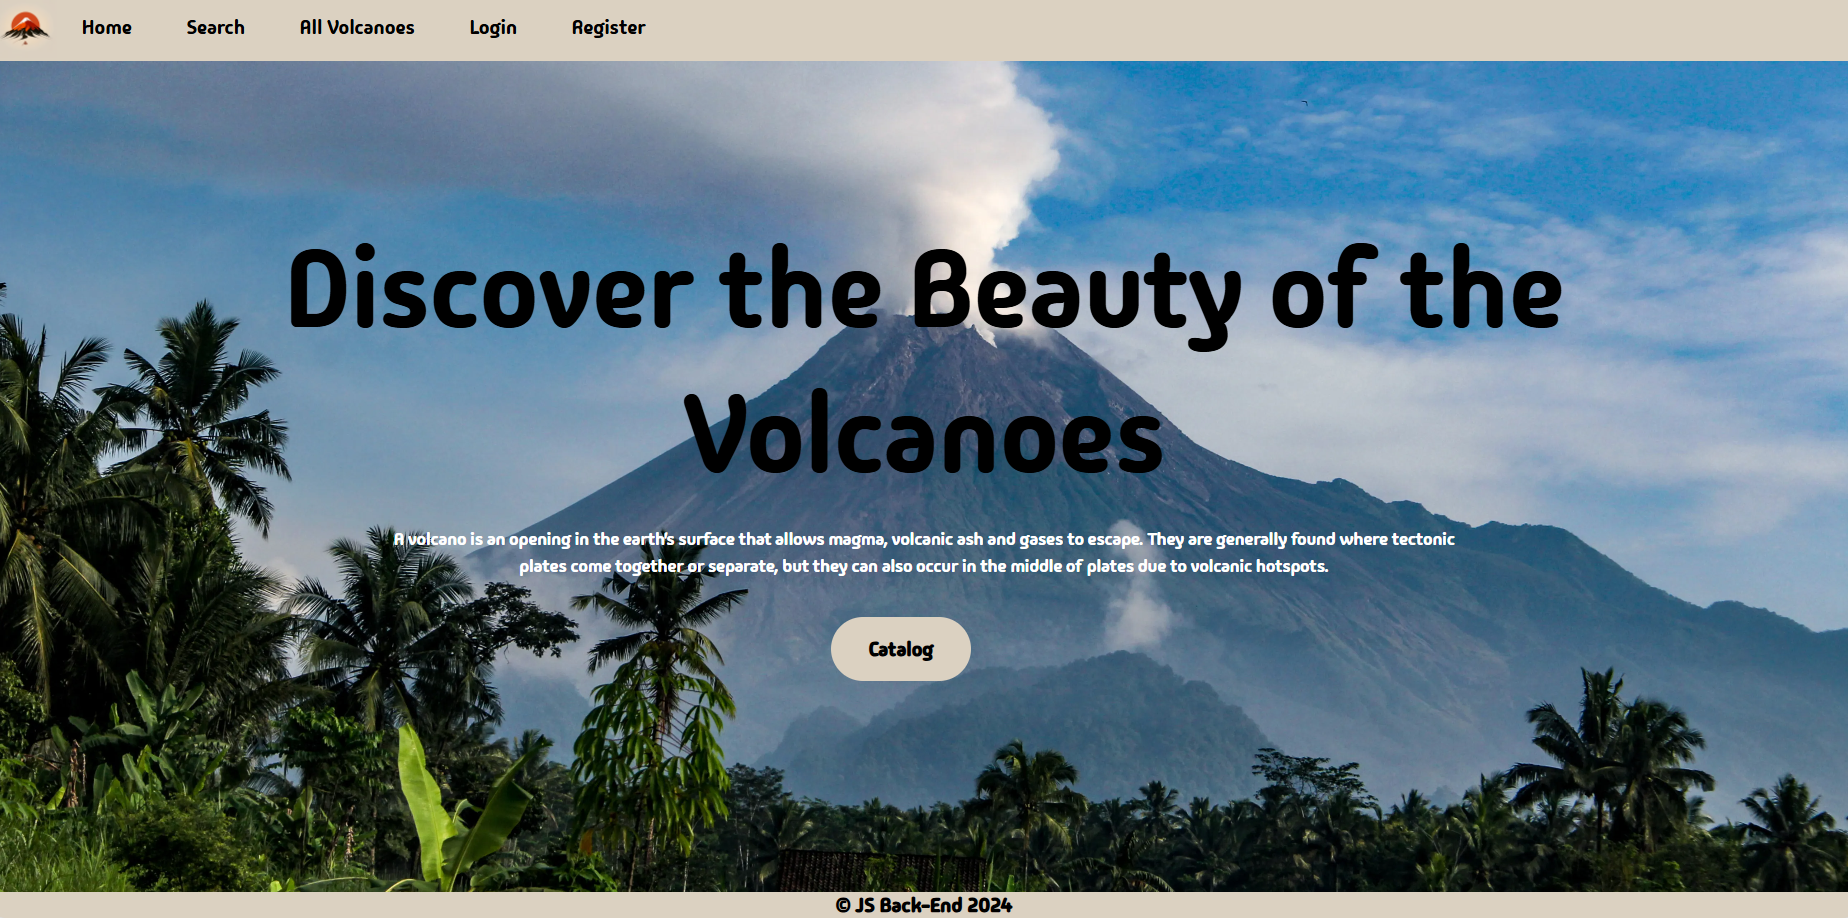 Home Search All Volcanoes Login Register
Discover the Beauty of the
Volcanoes
A volcano is an opening in the earth's surface that allows magma, volcanic ash and gases to escape. They are generally found where tectonic
plates come together or separate, but they can also occur in the middle of plates due to volcanic hotspots.
Catalog
© JS Back-End 2024